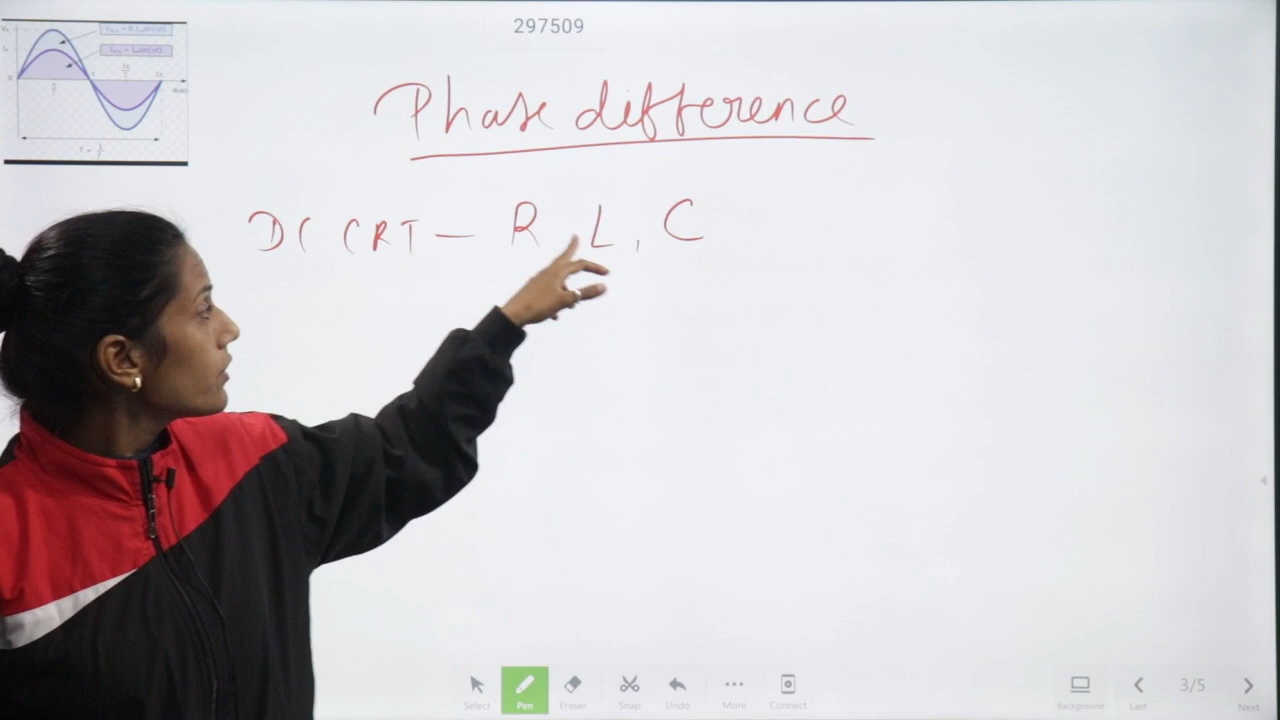 297509
Phase difference
DC CRT — R, L, C
Select
Pen
Eraser
Snap
Undo
More
Connect
Background
Last
3/5
Next